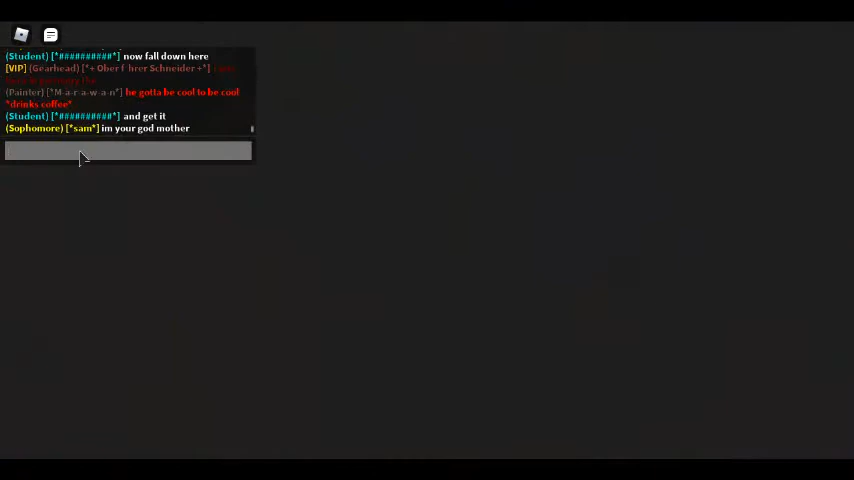 (Student) [*##########*] now fall down here
[VIP] (Gearhead) [*+ Ober f hrer Schneider +*]
(Painter) [*M-a-r-a-w-a-n*] he gotta be cool to be cool
*drinks coffee*
(Student) [*##########*] and get it
(Sophomore) [*sam*] im your god mother